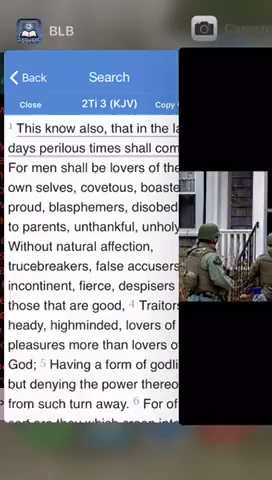 BLB
Back
Search
Close
2Ti 3 (KJV)
Copy
1 This know also, that in the la
days perilous times shall com
For men shall be lovers of the
own selves, covetous, boaste
proud, blasphemers, disobed
to parents, unthankful, unholy
Without natural affection,
trucebreakers, false accusers
incontinent, fierce, despisers
those that are good, 4 Traitors
heady, highminded, lovers of
pleasures more than lovers of
God; 5 Having a form of godli
but denying the power thereo
from such turn away. 6 For of